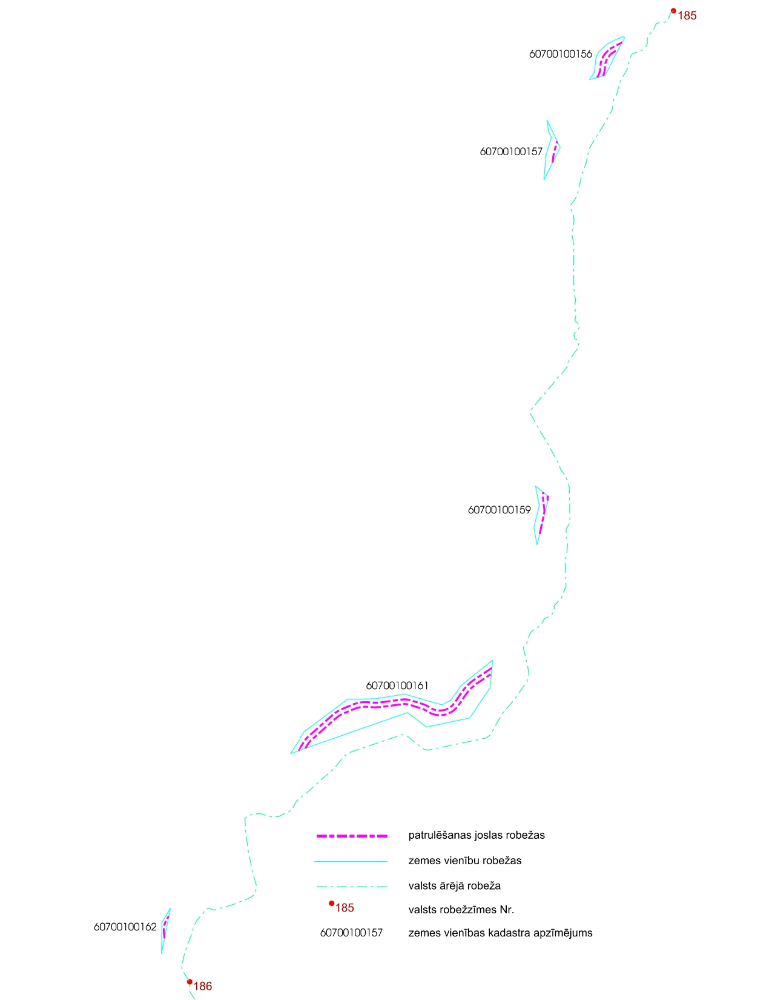 185
60700100156
60700100157
60700100159
60700100161
patrulēšanas joslas robežas
zemes vienību robežas
valsts ārējā robeža
185 valsts robežzīmes Nr.
60700100157 zemes vienības kadastra apzīmējums
60700100162
186